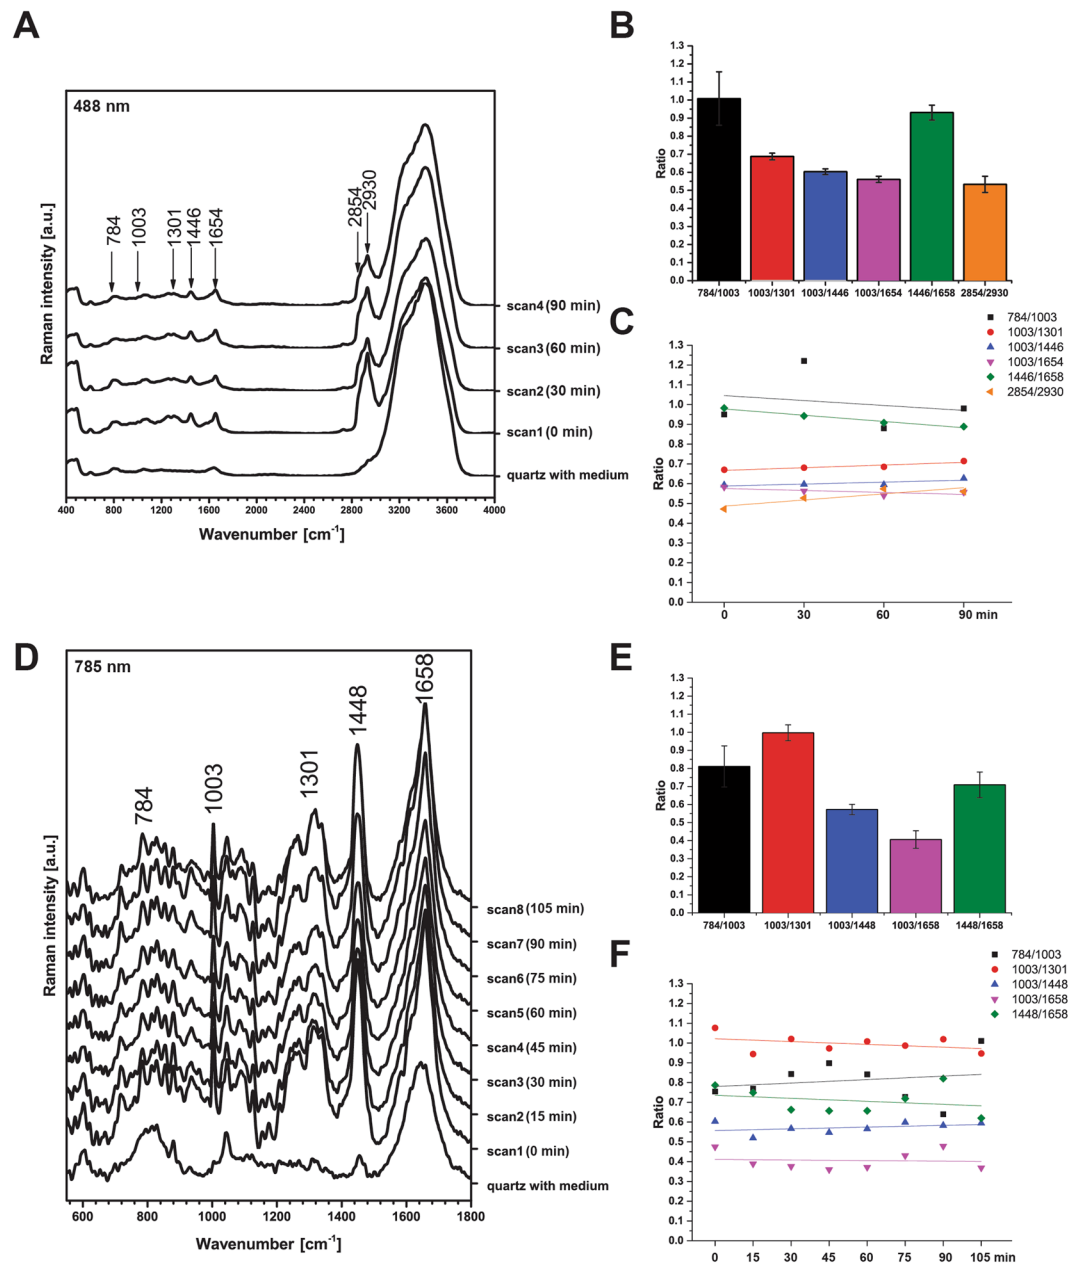 A
488 nm
784
1003
1301
1446
1654
2854
2930
scan4 (90 min)
scan3 (60 min)
scan2 (30 min)
scan1 (0 min)
quartz with medium
Raman intensity [a.u.]
400 800 1200 1600 2000 2400 2800 3200 3600 4000
Wavenumber [cm-1]
B
1.3
1.2
1.1
1.0
0.9
0.8
0.7
0.6
0.5
0.4
0.3
0.2
0.1
0.0
Ratio
784/1003 1003/1301 1003/1446 1003/1654 1446/1658 2854/2930
C
784/1003
1003/1301
1003/1446
1003/1654
1446/1658
2854/2930
1.3
1.2
1.1
1.0
0.9
0.8
0.7
0.6
0.5
0.4
0.3
0.2
0.1
0.0
Ratio
0 30 60 90 min
D
785 nm
784
1003
1301
1448
1658
scan8 (105 min)
scan7 (90 min)
scan6 (75 min)
scan5 (60 min)
scan4 (45 min)
scan3 (30 min)
scan2 (15 min)
scan1 (0 min)
quartz with medium
Raman intensity [a.u.]
600 800 1000 1200 1400 1600 1800
Wavenumber [cm-1]
E
1.3
1.2
1.1
1.0
0.9
0.8
0.7
0.6
0.5
0.4
0.3
0.2
0.1
0.0
Ratio
784/1003 1003/1301 1003/1448 1003/1658 1448/1658
F
784/1003
1003/1301
1003/1448
1003/1658
1448/1658
1.3
1.2
1.1
1.0
0.9
0.8
0.7
0.6
0.5
0.4
0.3
0.2
0.1
0.0
Ratio
0 15 30 45 60 75 90 105 min